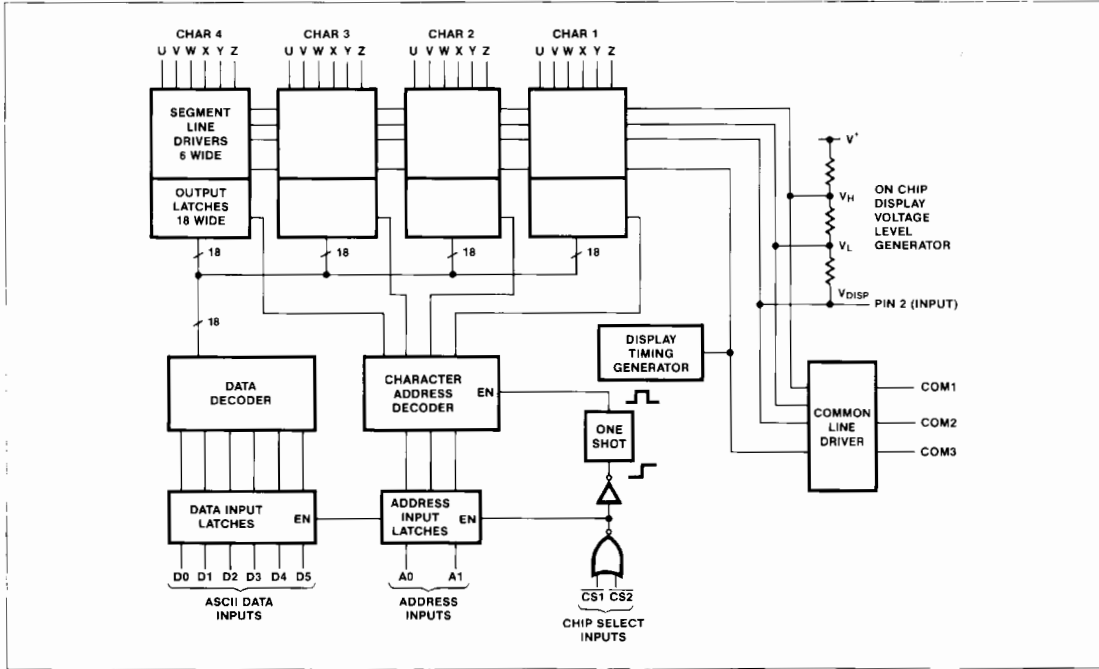 CHAR 4
CHAR 3
CHAR 2
CHAR 1
U V W X Y Z
U V W X Y Z
U V W X Y Z
U V W X Y Z
SEGMENT
LINE
DRIVERS
6 WIDE
OUTPUT
LATCHES
18 WIDE
V+
VH
VL
VDISP
ON CHIP
DISPLAY
VOLTAGE
LEVEL
GENERATOR
PIN 2 (INPUT)
18
18
18
18
18
DISPLAY
TIMING
GENERATOR
DATA
DECODER
CHARACTER
ADDRESS
DECODER
EN
ONE
SHOT
COMMON
LINE
DRIVER
COM1
COM2
COM3
DATA INPUT
LATCHES
EN
ADDRESS
INPUT
LATCHES
EN
D0 D1 D2 D3 D4 D5
ASCII DATA
INPUTS
A0 A1
ADDRESS
INPUTS
C̅S̅1̅ C̅S̅2̅
CHIP SELECT
INPUTS